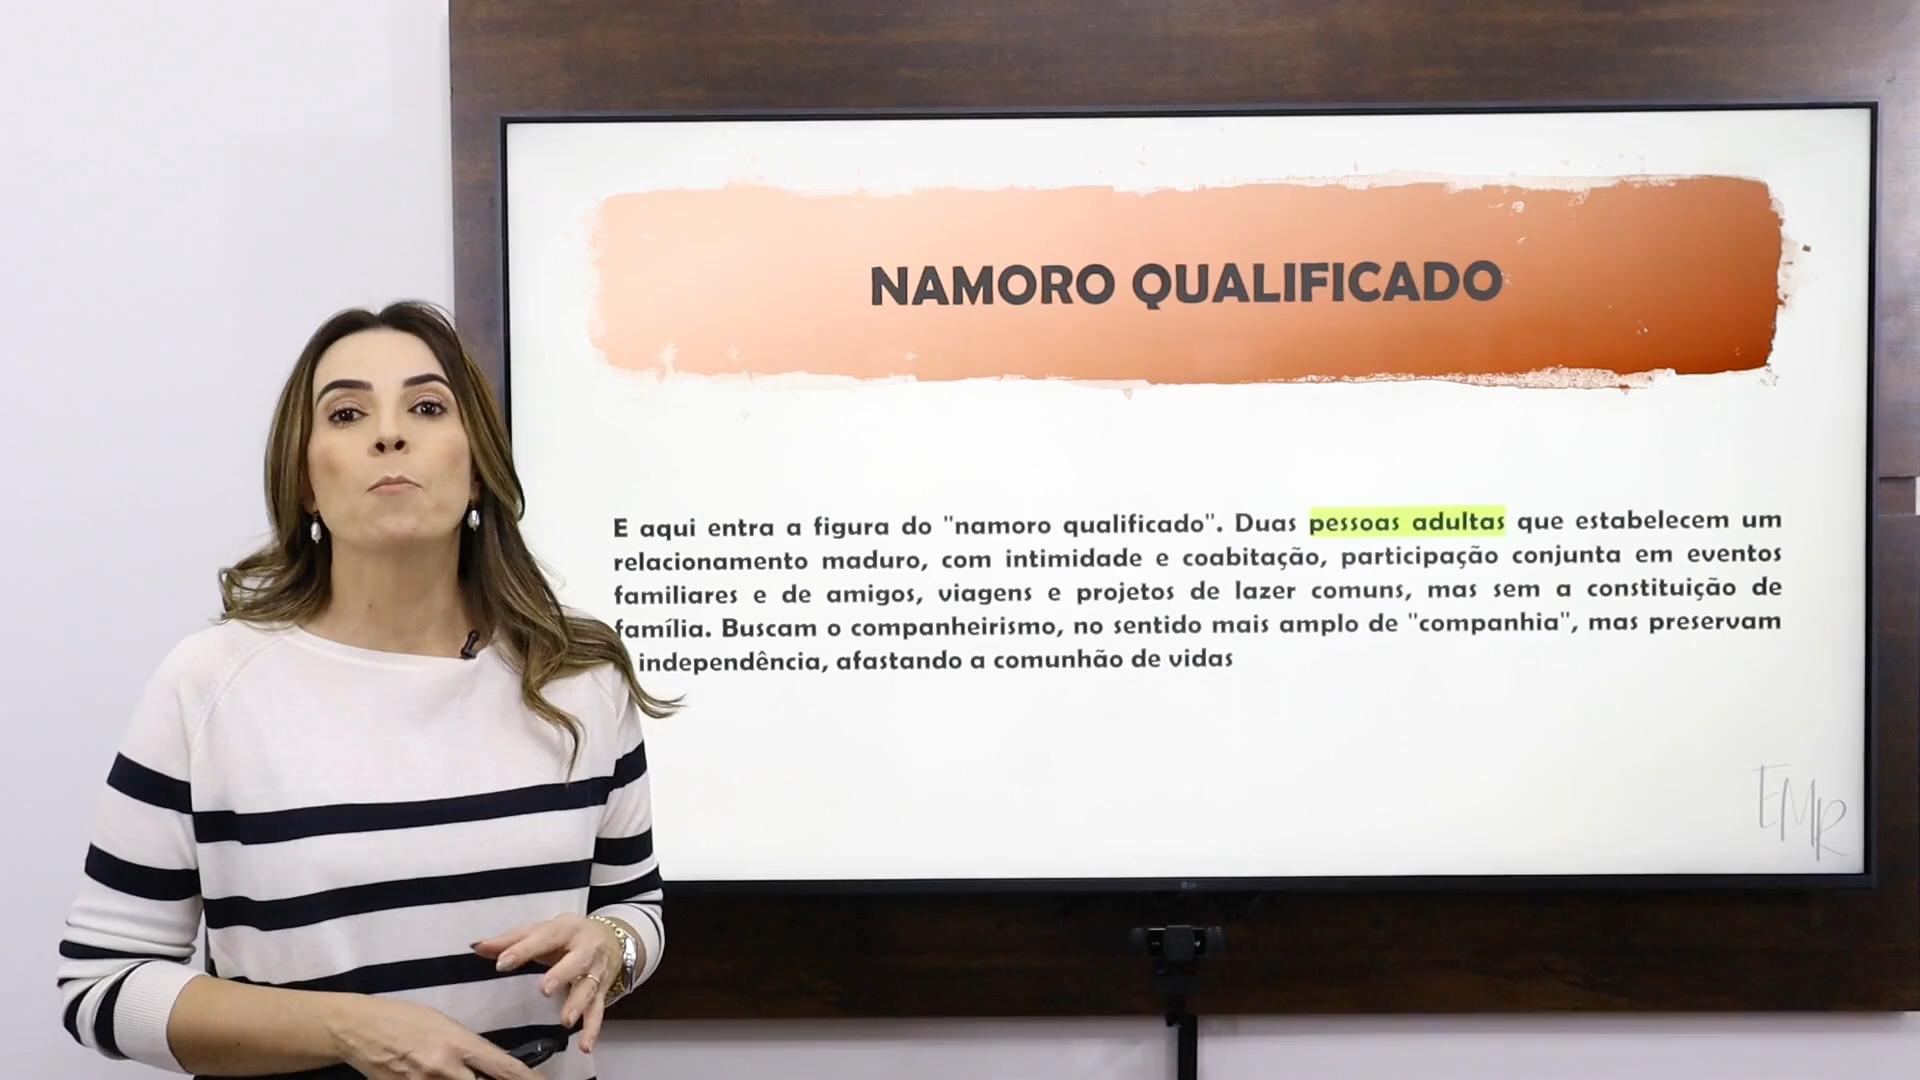 NAMORO QUALIFICADO
E aqui entra a figura do "namoro qualificado". Duas pessoas adultas que estabelecem um
relacionamento maduro, com intimidade e coabitação, participação conjunta em eventos
familiares e de amigos, viagens e projetos de lazer comuns, mas sem a constituição de
família. Buscam o companheirismo, no sentido mais amplo de "companhia", mas preservam
independência, afastando a comunhão de vidas
EMR
LG